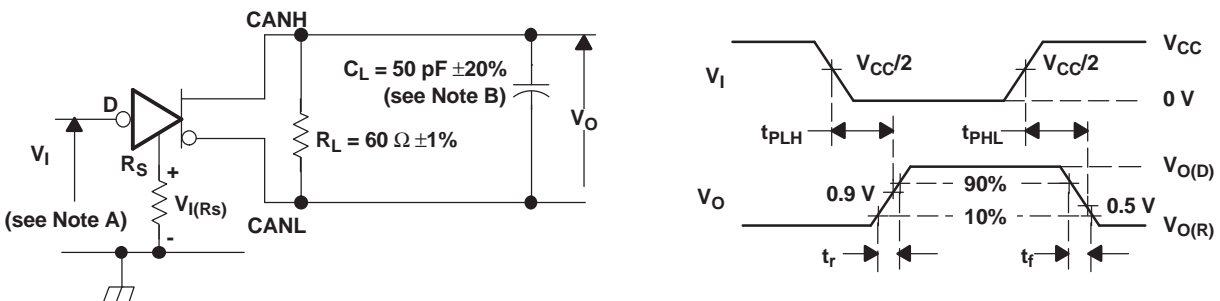 CANH
D
V_I
R_S
+
V_I(Rs)
-
(see Note A)
CANL
C_L = 50 pF ±20%
(see Note B)
R_L = 60 Ω ±1%
V_O
V_I
V_CC/2
V_CC/2
V_CC
0 V
t_PLH
t_PHL
V_O
0.9 V
90%
10%
0.5 V
V_O(D)
V_O(R)
t_r
t_f